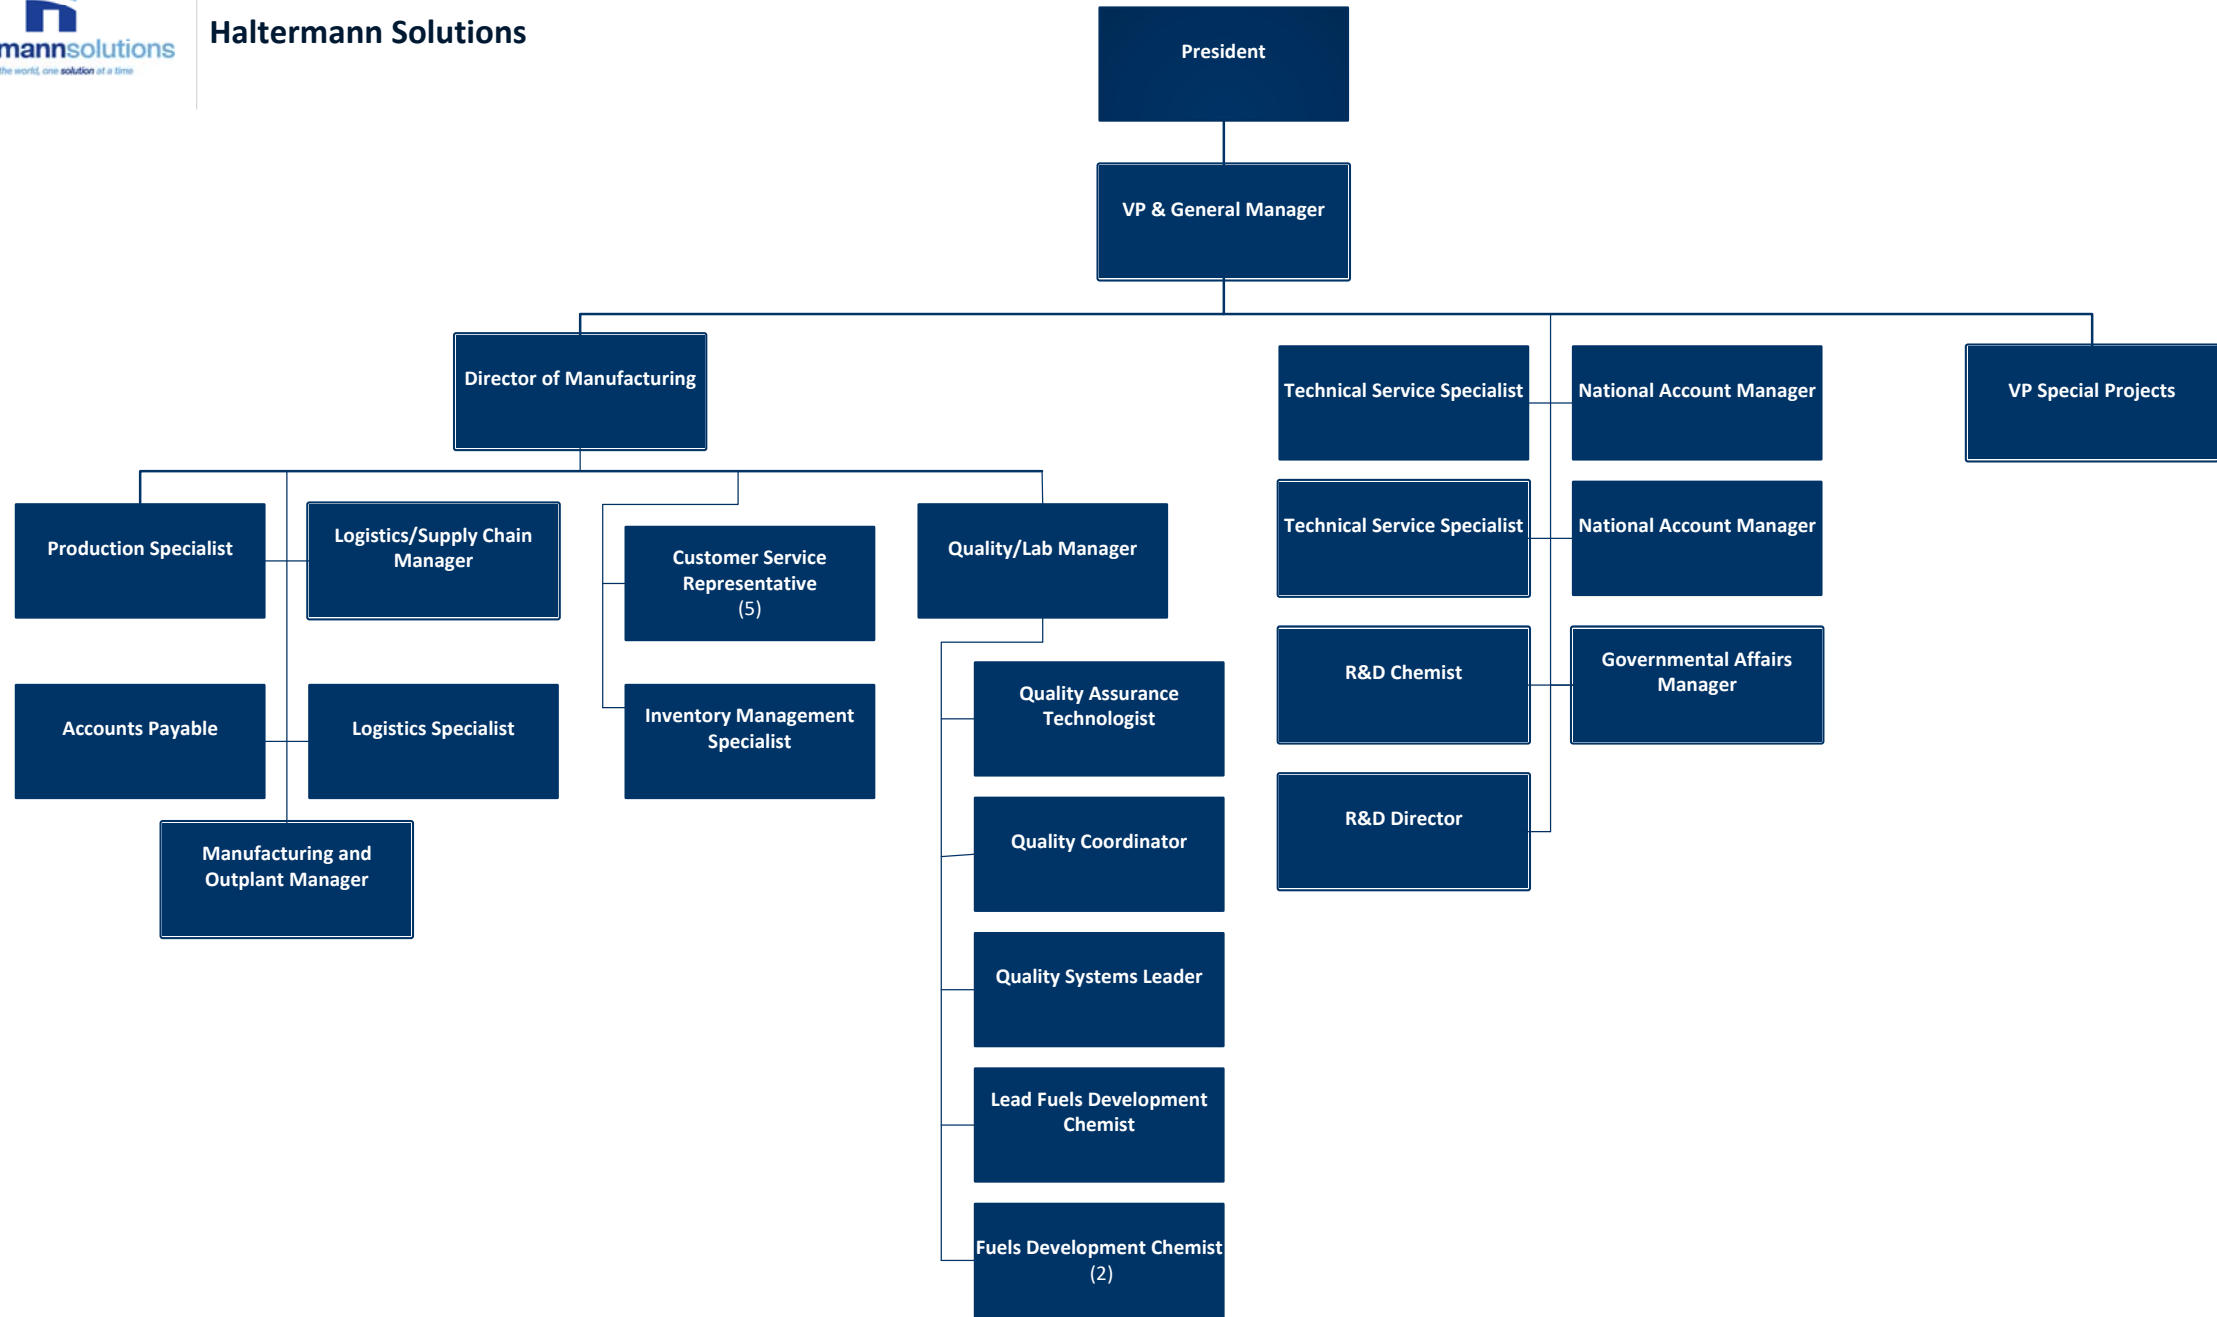 mannsolutions
the world, one solution at a time
Haltermann Solutions
President
VP & General Manager
Director of Manufacturing
Technical Service Specialist
National Account Manager
VP Special Projects
Technical Service Specialist
National Account Manager
Production Specialist
Logistics/Supply Chain
Manager
Customer Service
Representative
(5)
Quality/Lab Manager
R&D Chemist
Governmental Affairs
Manager
Accounts Payable
Logistics Specialist
Inventory Management
Specialist
Quality Assurance
Technologist
R&D Director
Manufacturing and
Outplant Manager
Quality Coordinator
Quality Systems Leader
Lead Fuels Development
Chemist
Fuels Development Chemist
(2)